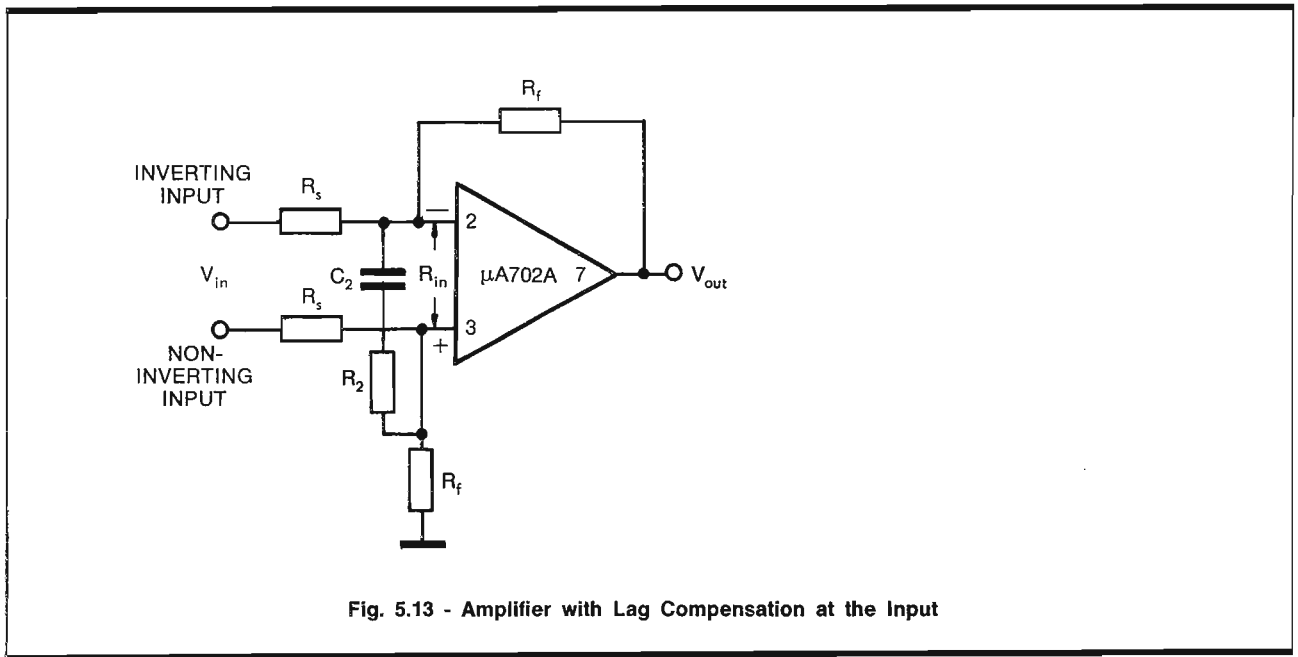 R_f
INVERTING
INPUT
R_s
−
2
V_in
C_2
R_in
μA702A
7
V_out
R_s
3
+
NON-
INVERTING
INPUT
R_2
R_f
Fig. 5.13 - Amplifier with Lag Compensation at the Input